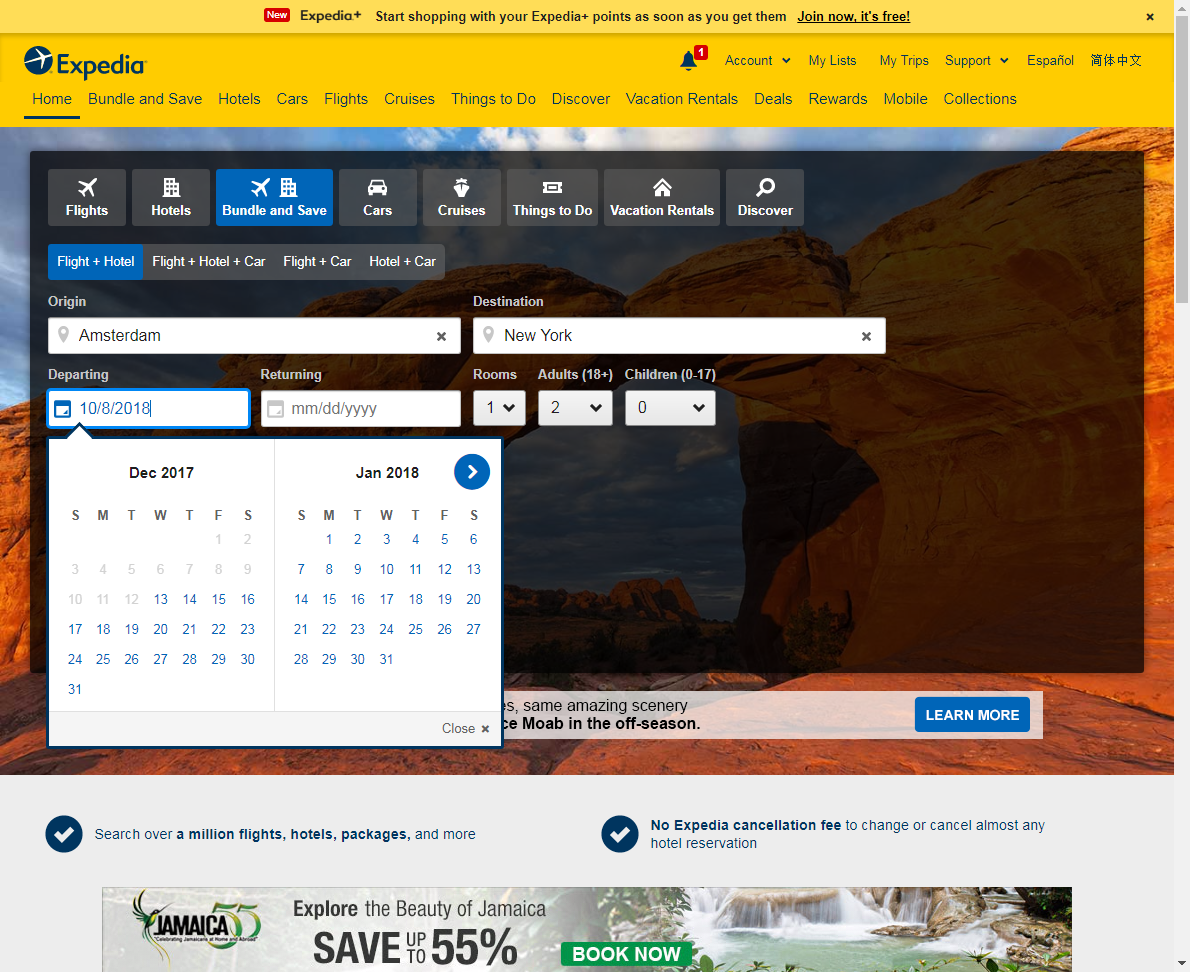 New Expedia+ Start shopping with your Expedia+ points as soon as you get them Join now, it's free! ×
Expedia
1 Account My Lists My Trips Support Español 简体中文
Home Bundle and Save Hotels Cars Flights Cruises Things to Do Discover Vacation Rentals Deals Rewards Mobile Collections
Flights Hotels Bundle and Save Cars Cruises Things to Do Vacation Rentals Discover
Flight + Hotel Flight + Hotel + Car Flight + Car Hotel + Car
Origin Destination
Amsterdam × New York ×
Departing Returning Rooms Adults (18+) Children (0-17)
10/8/2018 mm/dd/yyyy 1 2 0
Dec 2017 Jan 2018
S M T W T F S S M T W T F S
1 2 1 2 3 4 5 6
3 4 5 6 7 8 9 7 8 9 10 11 12 13
10 11 12 13 14 15 16 14 15 16 17 18 19 20
17 18 19 20 21 22 23 21 22 23 24 25 26 27
24 25 26 27 28 29 30 28 29 30 31
31
es, same amazing scenery
ce Moab in the off-season.
LEARN MORE
Close ×
Search over a million flights, hotels, packages, and more
No Expedia cancellation fee to change or cancel almost any
hotel reservation
JAMAICA 55
"Celebrating Jamaicans at Home and Abroad"
Explore the Beauty of Jamaica
SAVE UP TO 55%
BOOK NOW